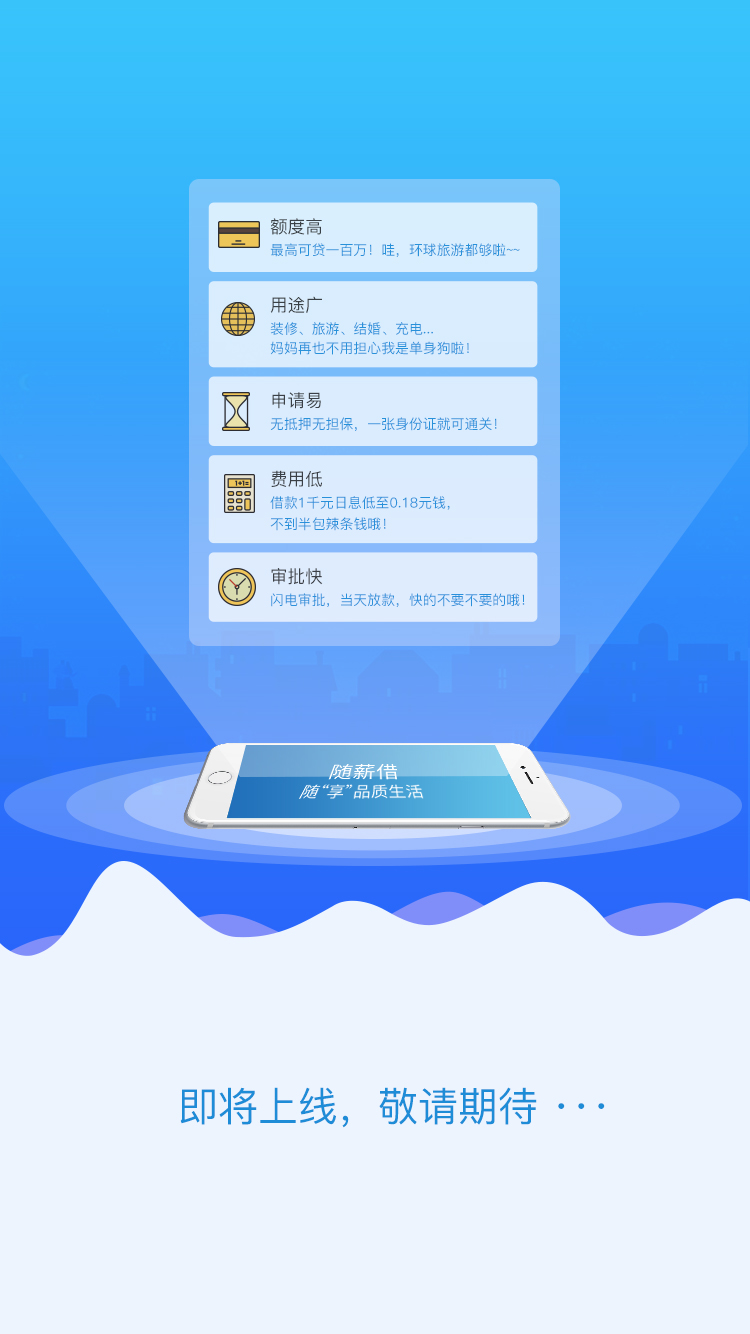 额度高
最高可贷一百万！哇，环球旅游都够啦~~
用途广
装修、旅游、结婚、充电...
妈妈再也不用担心我是单身狗啦！
申请易
无抵押无担保，一张身份证就可通关！
费用低
借款1千元日息低至0.18元钱，
不到半包辣条钱哦！
审批快
闪电审批，当天放款，快的不要不要的哦！
随薪借
随“享”品质生活
即将上线，敬请期待 ···